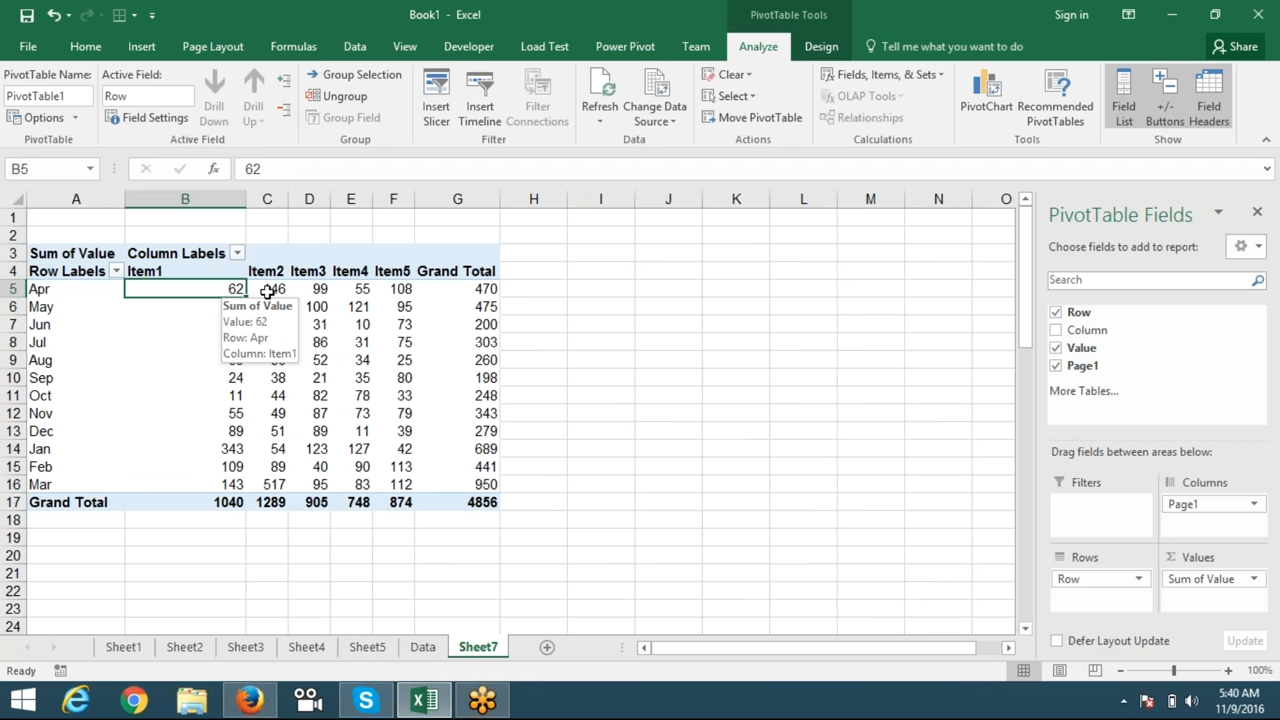 Book1 - Excel
PivotTable Tools
Sign in
File Home Insert Page Layout Formulas Data View Developer Load Test Power Pivot Team Analyze Design Tell me what you want to do Share
PivotTable Name:
PivotTable1
Options
PivotTable
Active Field:
Row
Field Settings
Drill Down
Drill Up
Active Field
Group Selection
Ungroup
Group Field
Group
Insert Slicer
Insert Timeline
Filter Connections
Filter
Refresh
Change Data Source
Data
Clear
Select
Move PivotTable
Actions
Fields, Items, & Sets
OLAP Tools
Relationships
Calculations
PivotChart
Recommended PivotTables
Tools
Field List
+/- Buttons
Field Headers
Show
B5 fx 62
A B C D E F G H I J K L M N O
1
2
3 Sum of Value Column Labels
4 Row Labels Item1 Item2 Item3 Item4 Item5 Grand Total
5 Apr 62 46 99 55 108 470
6 May 100 121 95 475
7 Jun 31 10 73 200
8 Jul 86 31 75 303
9 Aug 52 34 25 260
10 Sep 24 38 21 35 80 198
11 Oct 11 44 82 78 33 248
12 Nov 55 49 87 73 79 343
13 Dec 89 51 89 11 39 279
14 Jan 343 54 123 127 42 689
15 Feb 109 89 40 90 113 441
16 Mar 143 517 95 83 112 950
17 Grand Total 1040 1289 905 748 874 4856
18
19
20
21
22
23
24
Sum of Value
Value: 62
Row: Apr
Column: Item1
PivotTable Fields
Choose fields to add to report:
Search
Row
Column
Value
Page1
More Tables...
Drag fields between areas below:
Filters
Columns
Page1
Rows
Row
Σ Values
Sum of Value
Defer Layout Update Update
Sheet1 Sheet2 Sheet3 Sheet4 Sheet5 Data Sheet7
Ready
100%
5:40 AM
11/9/2016